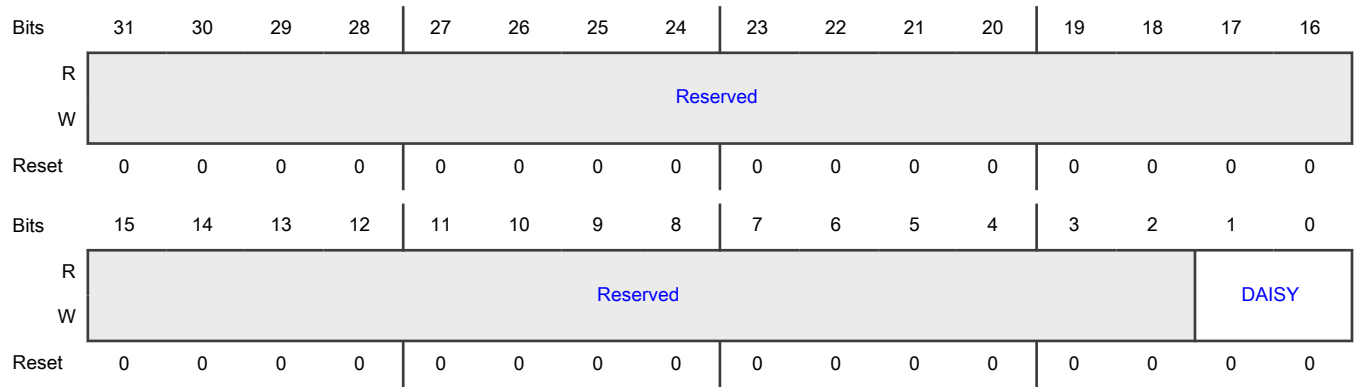 Bits 31 30 29 28 27 26 25 24 23 22 21 20 19 18 17 16
R
Reserved
W
Reset 0 0 0 0 0 0 0 0 0 0 0 0 0 0 0 0
Bits 15 14 13 12 11 10 9 8 7 6 5 4 3 2 1 0
R
Reserved DAISY
W
Reset 0 0 0 0 0 0 0 0 0 0 0 0 0 0 0 0